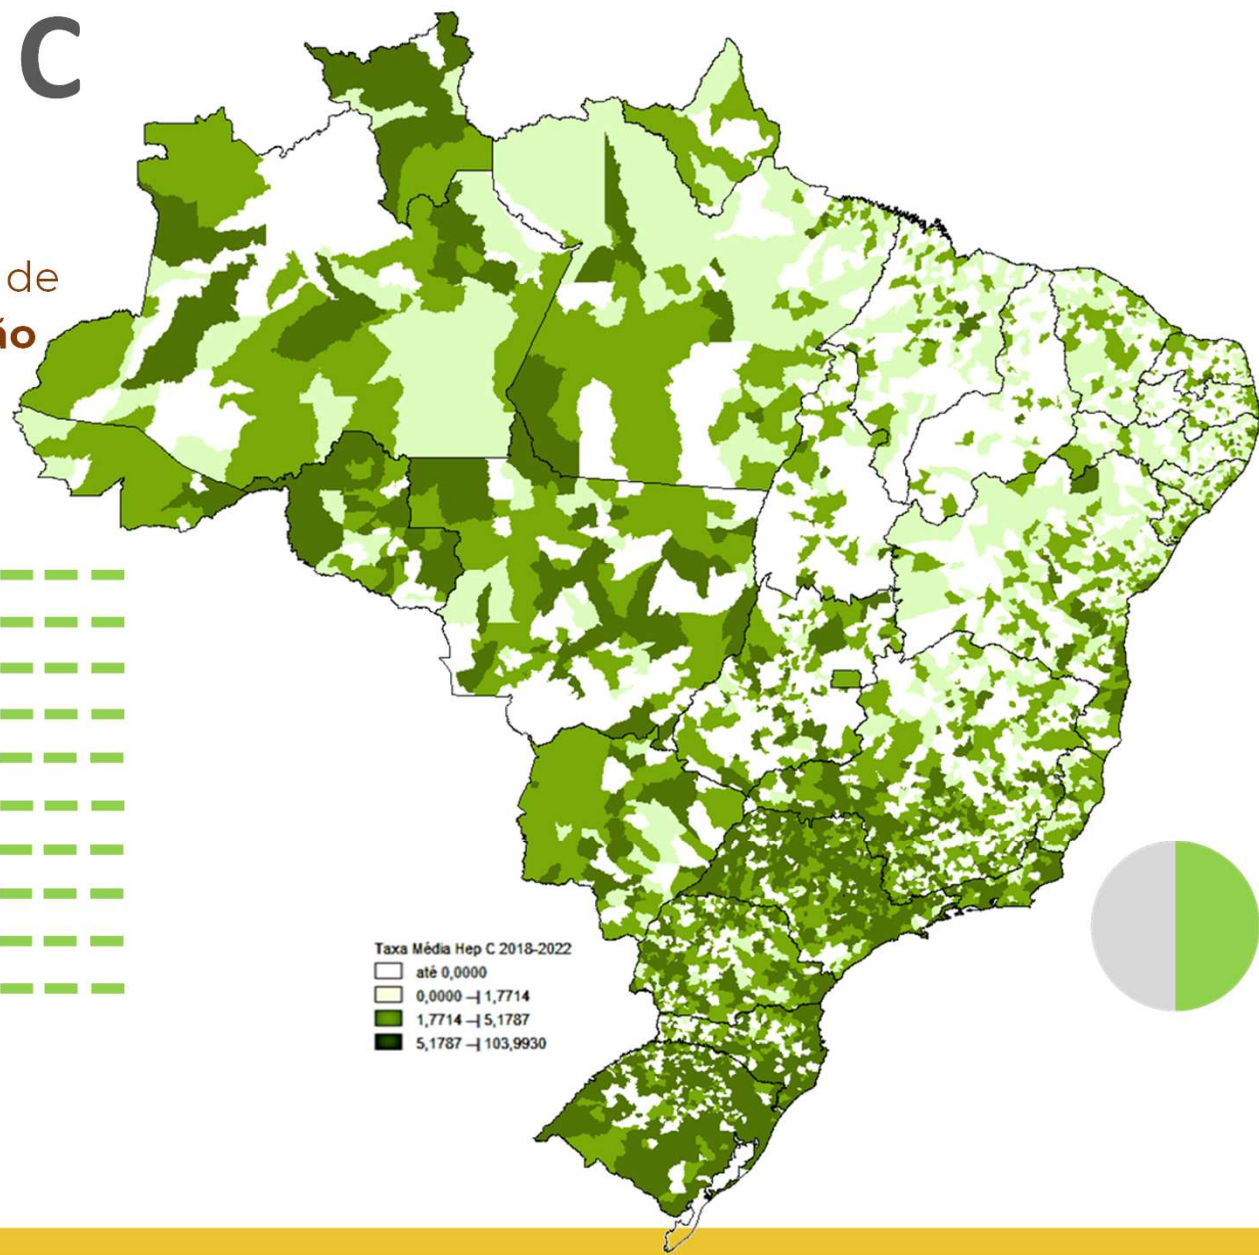 C
de
ão
Taxa Média Hep C 2018-2022
até 0,0000
0,0000 —| 1,7714
1,7714 —| 5,1787
5,1787 —| 103,9930